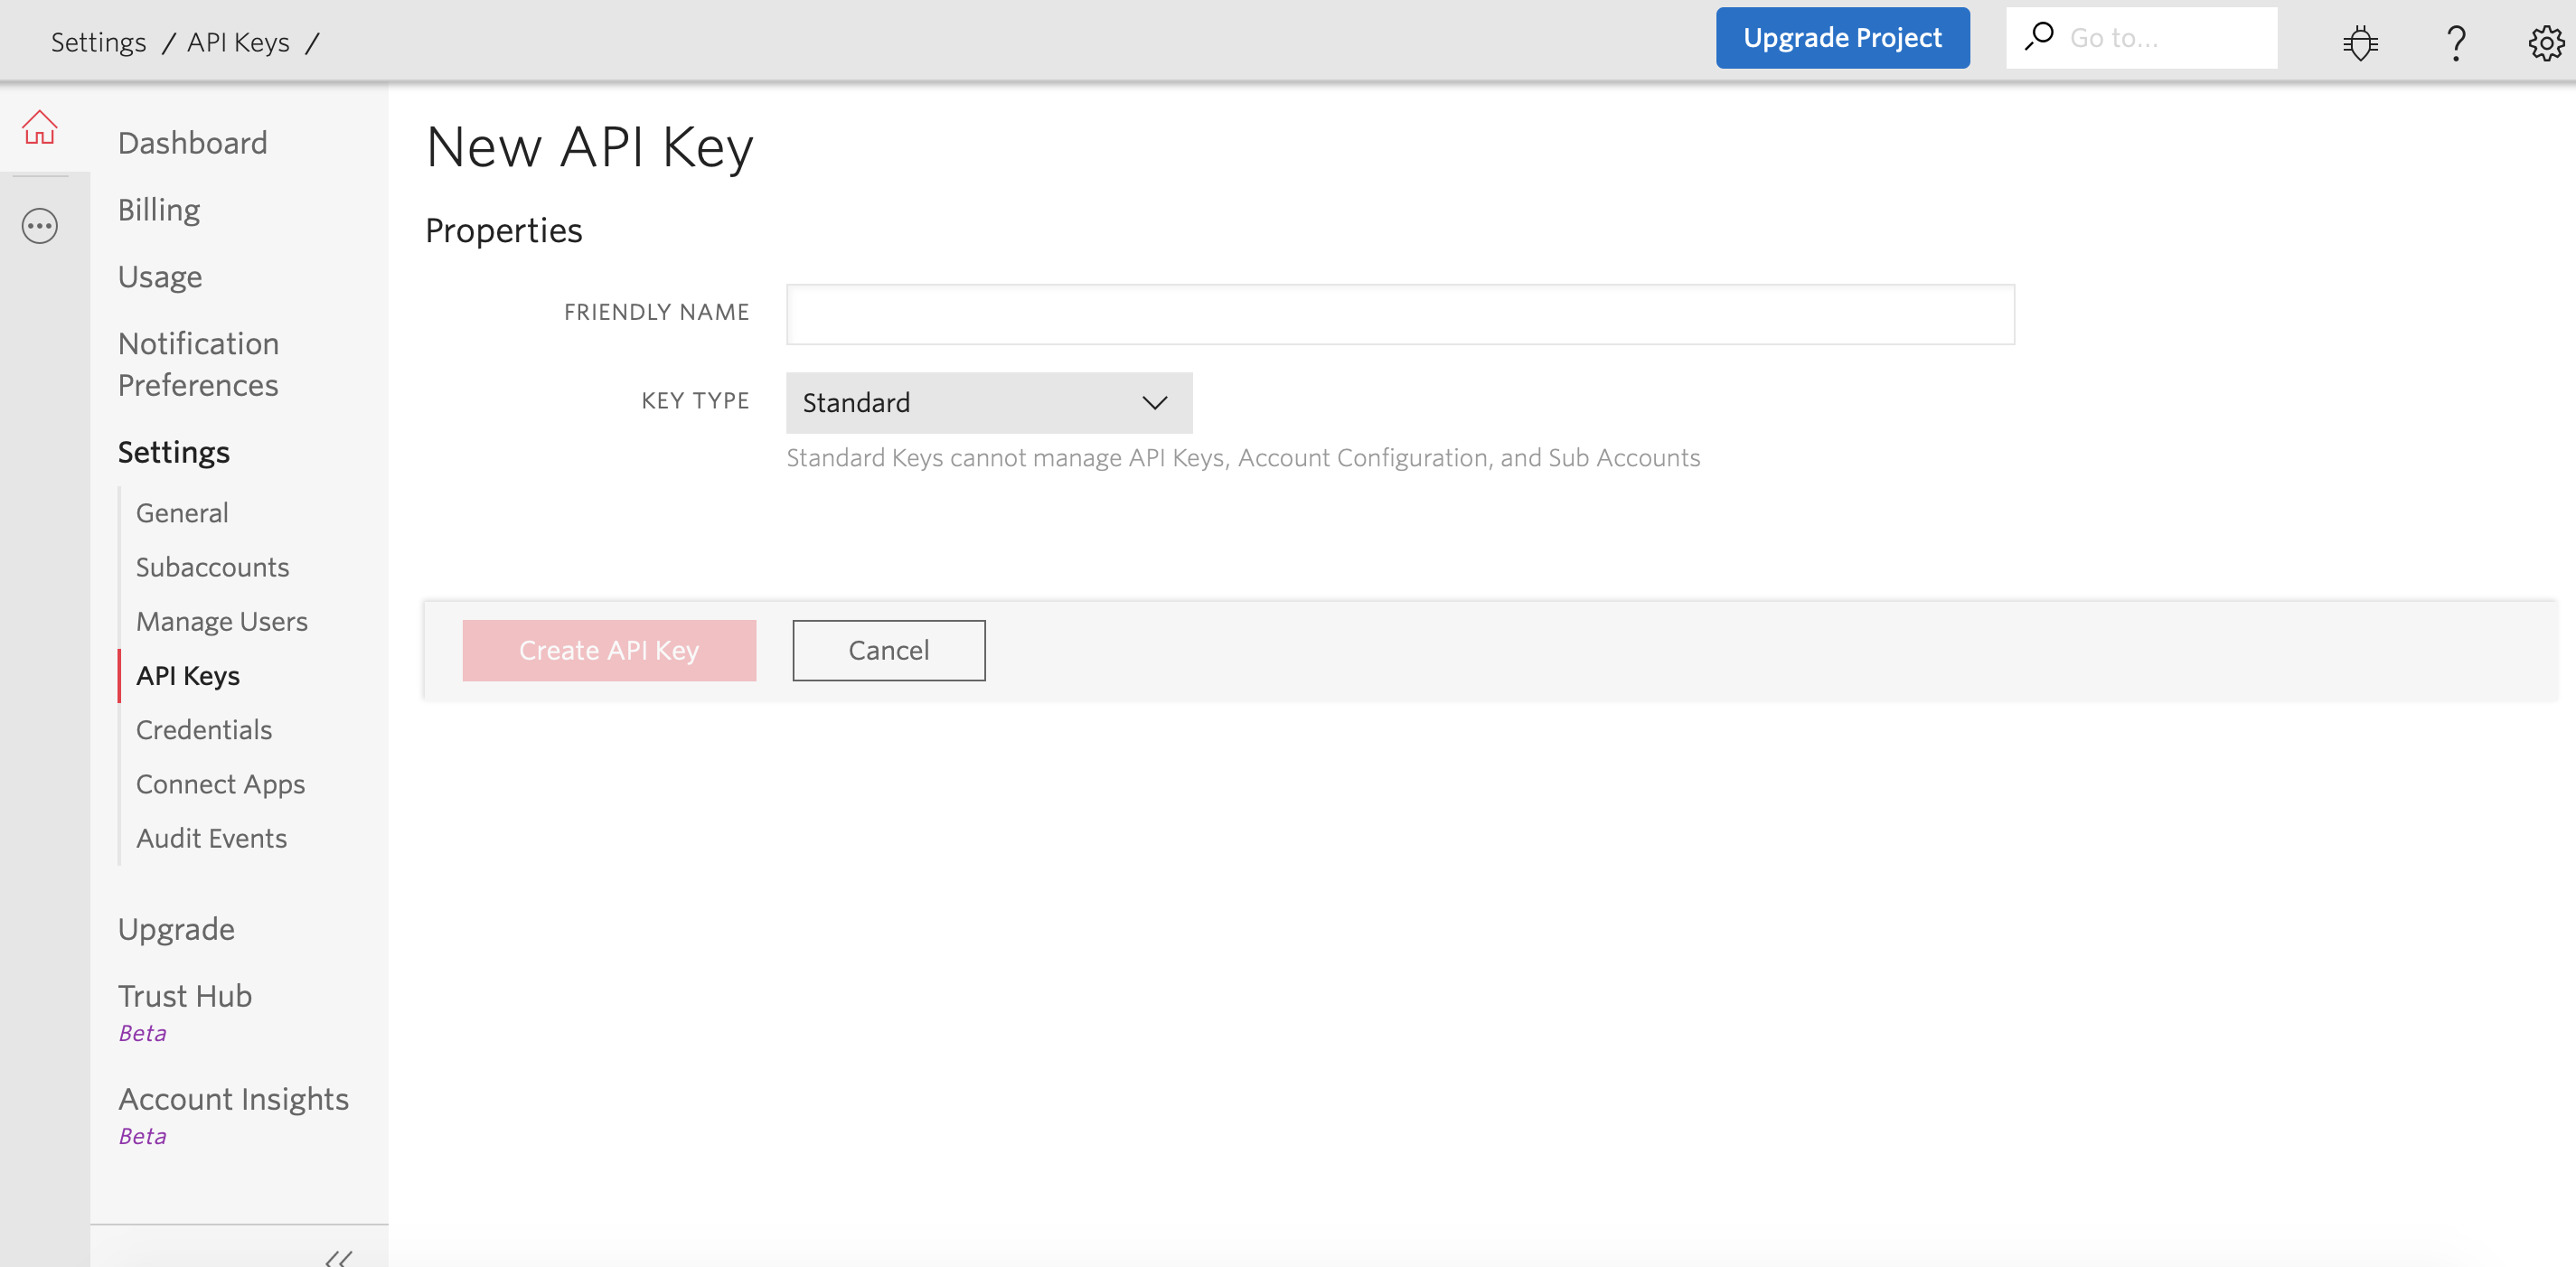 Settings / API Keys /
Upgrade Project
Go to...
Dashboard
Billing
Usage
Notification
Preferences
Settings
General
Subaccounts
Manage Users
API Keys
Credentials
Connect Apps
Audit Events
Upgrade
Trust Hub
Beta
Account Insights
Beta
New API Key
Properties
FRIENDLY NAME
KEY TYPE
Standard
Standard Keys cannot manage API Keys, Account Configuration, and Sub Accounts
Create API Key
Cancel